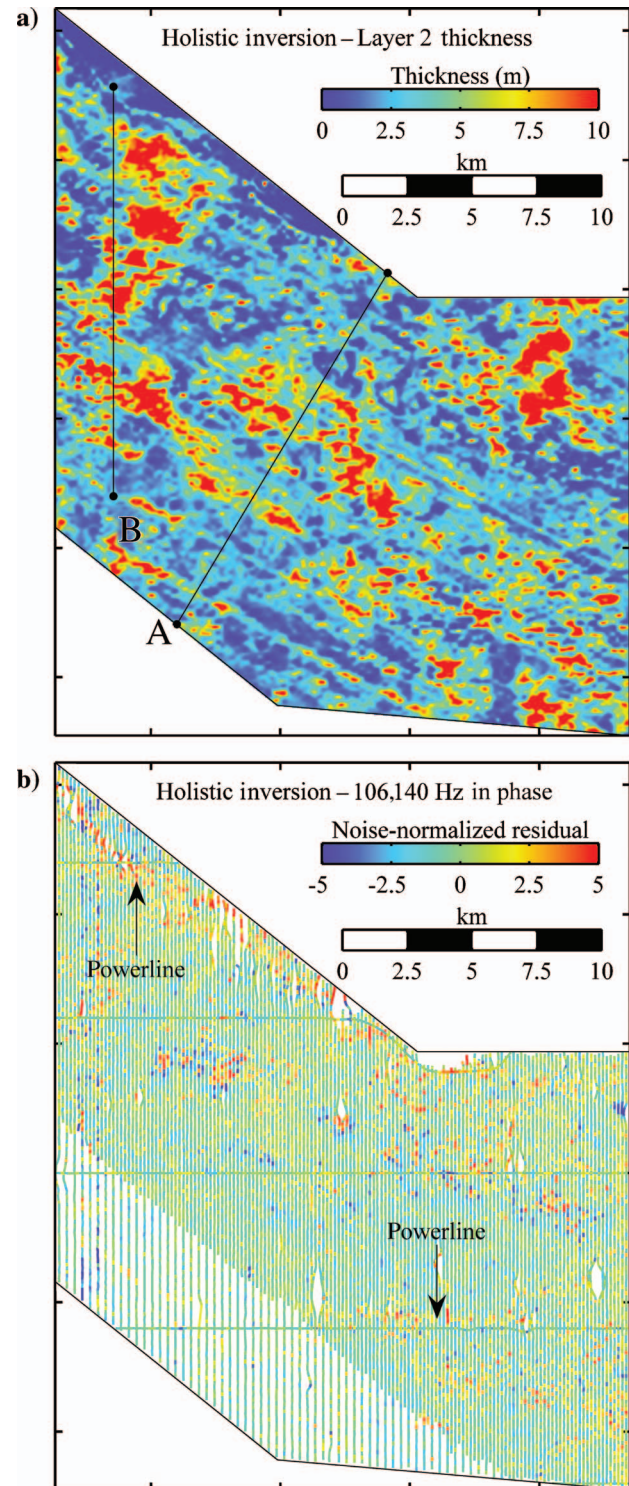 a)
Holistic inversion – Layer 2 thickness
Thickness (m)
0 2.5 5 7.5 10
km
0 2.5 5 7.5 10
B
A
b)
Holistic inversion – 106,140 Hz in phase
Noise-normalized residual
-5 -2.5 0 2.5 5
km
0 2.5 5 7.5 10
Powerline
Powerline